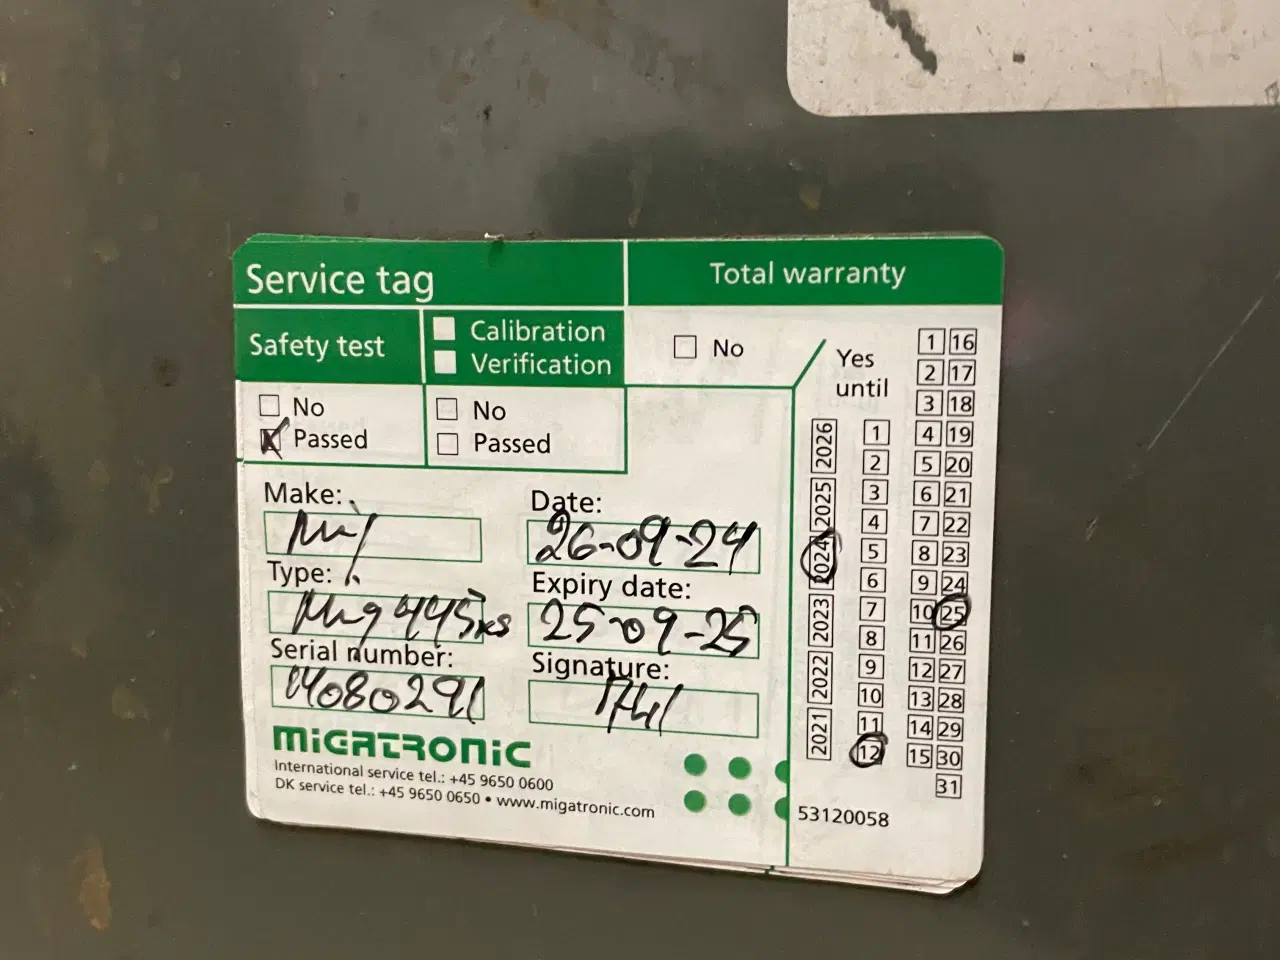 Service tag
Total warranty
Safety test
Calibration
Verification
No
Passed
No
Passed
No
Yes
until
2026
2025
2024
2023
2022
2021
1
2
3
4
5
6
7
8
9
10
11
12
1 16
2 17
3 18
4 19
5 20
6 21
7 22
8 23
9 24
10 25
11 26
12 27
13 28
14 29
15 30
31
Make:
Date:
26-09-24
Type:
Mig 445 xs
Expiry date:
25-09-25
Serial number:
14080291
Signature:
MiGATRONiC
International service tel.: +45 9650 0600
DK service tel.: +45 9650 0650 • www.migatronic.com
53120058